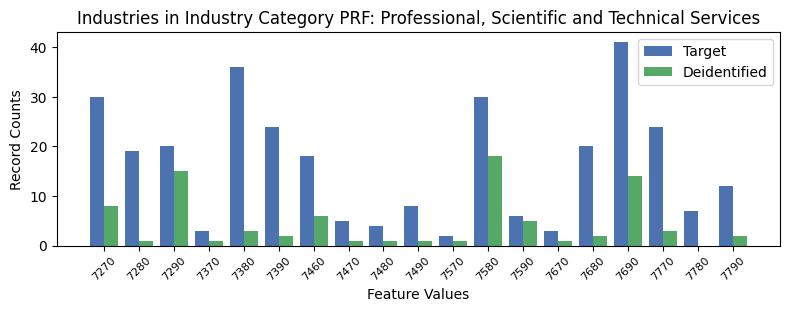 Industries in Industry Category PRF: Professional, Scientific and Technical Services
Target
Deidentified
Record Counts
40
30
20
10
0
7270 7280 7290 7370 7380 7390 7460 7470 7480 7490 7570 7580 7590 7670 7680 7690 7770 7780 7790
Feature Values